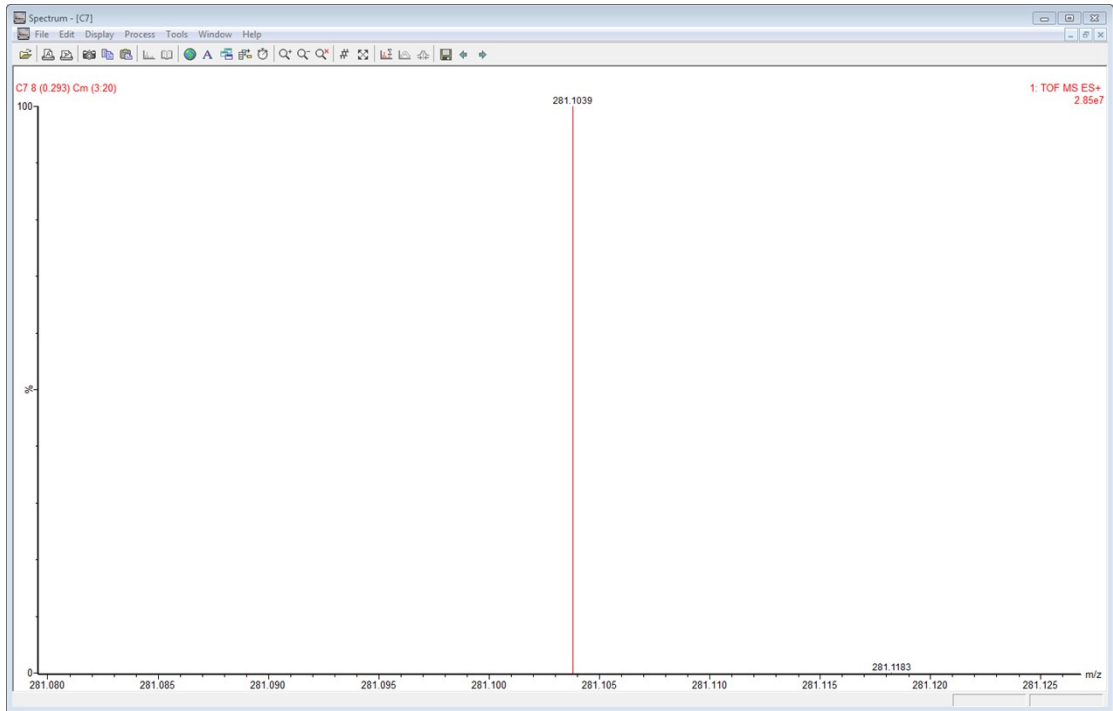 Spectrum - [C7]
File Edit Display Process Tools Window Help
C7 8 (0.293) Cm (3:20)
1: TOF MS ES+
2.85e7
281.1039
100
%
0
281.1183
m/z
281.080 281.085 281.090 281.095 281.100 281.105 281.110 281.115 281.120 281.125